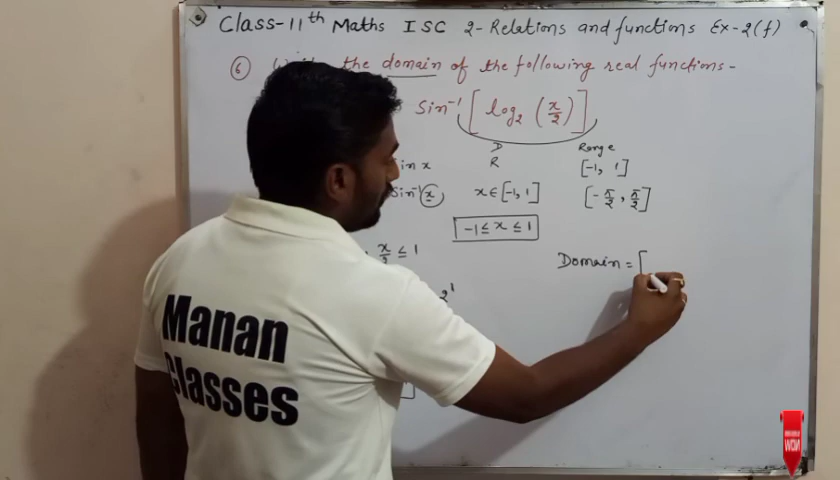 Class-11th Maths ISC 2-Relations and functions Ex-2(f)
⑥ the domain of the following real functions-
Sin⁻¹ [log₂ (x/2)]
D Range
in x R [-1, 1]
Sin⁻¹ x x ∈ [-1, 1] [-π/2, π/2]
-1 ≤ x ≤ 1
x/2 ≤ 1
Domain = [
2¹
Manan
Classes